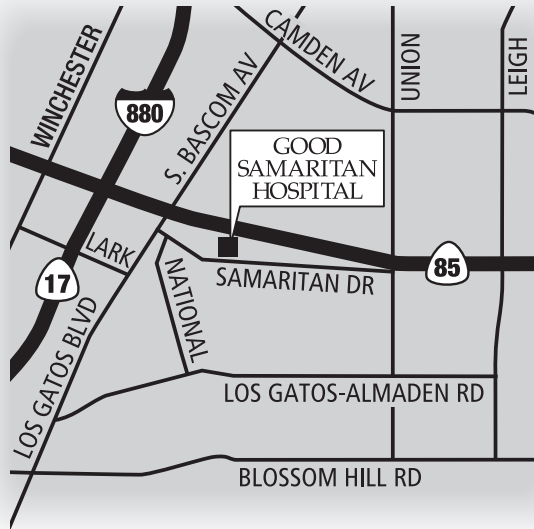 CAMDEN AV
UNION
LEIGH
WINCHESTER
880
S. BASCOM AV
GOOD
SAMARITAN
HOSPITAL
LARK
17
NATIONAL
SAMARITAN DR
85
LOS GATOS BLVD
LOS GATOS-ALMADEN RD
BLOSSOM HILL RD